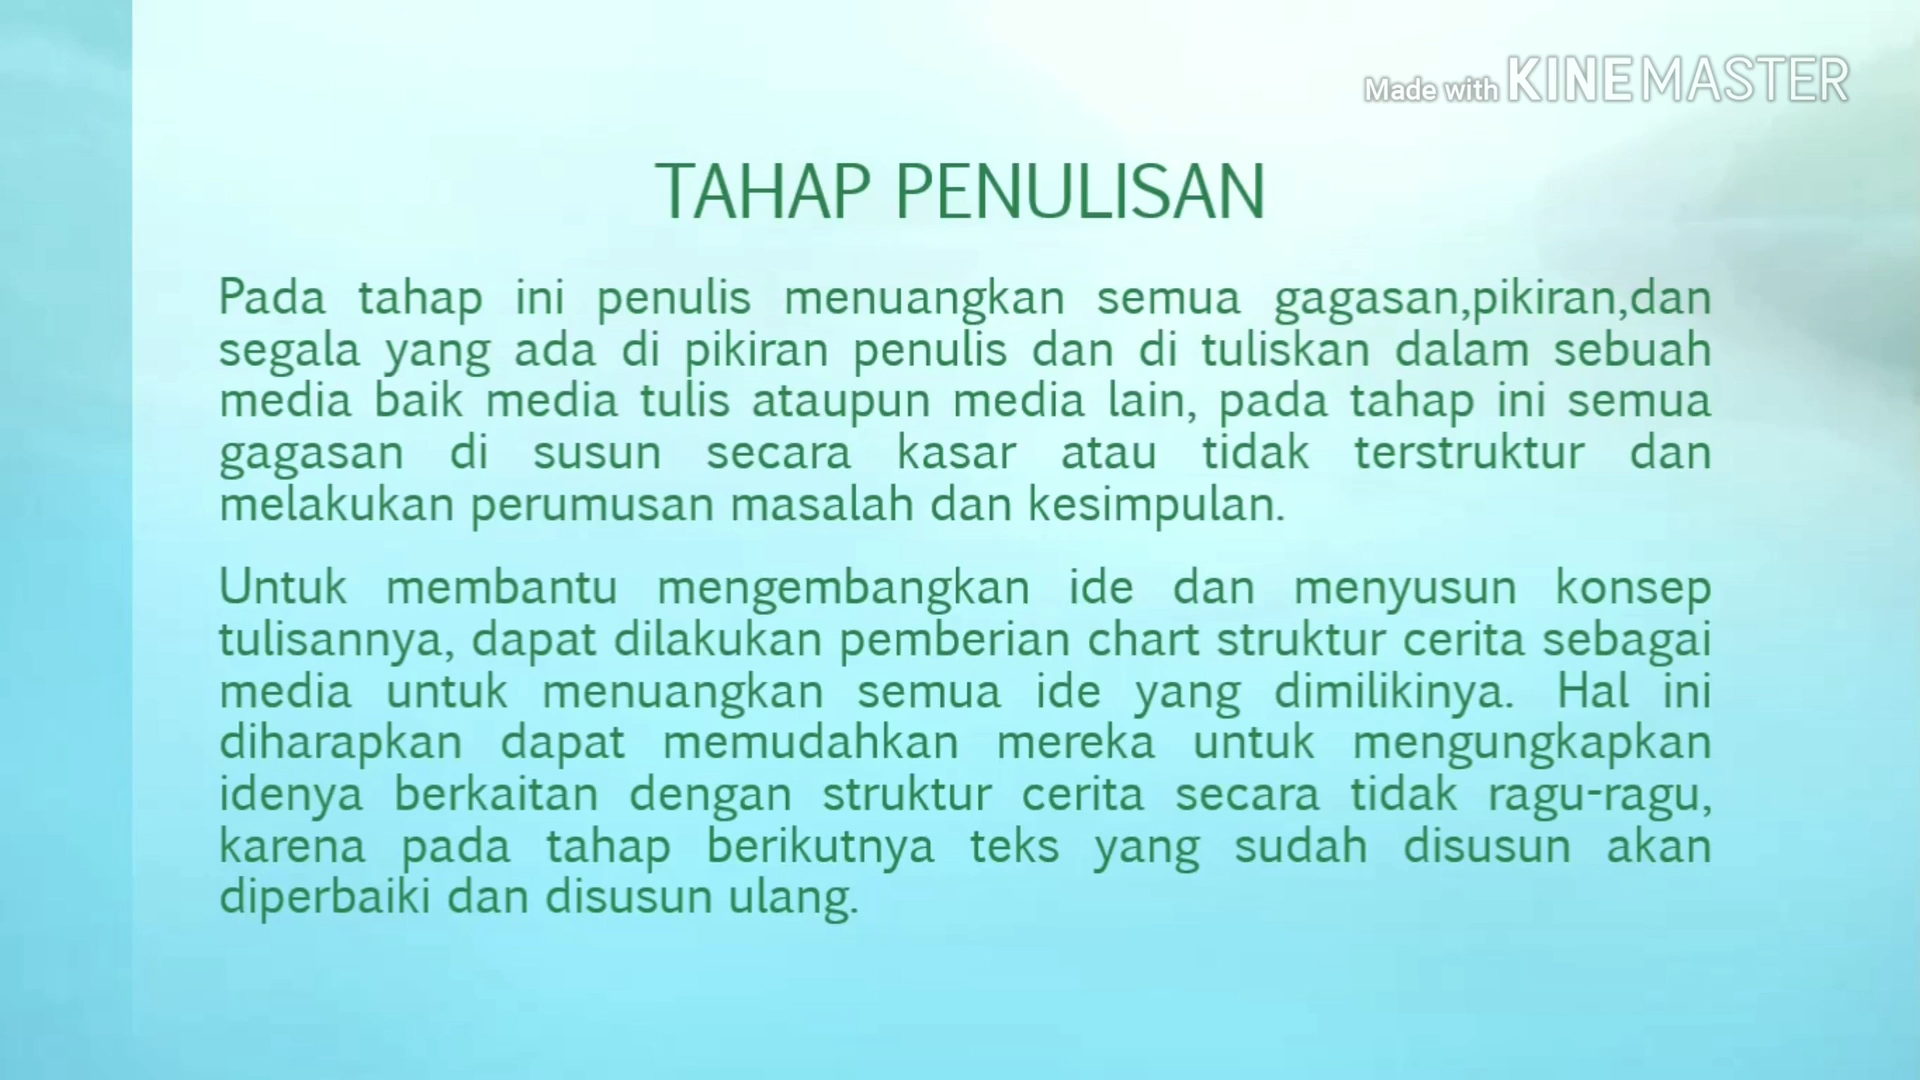 Made with KINEMASTER
TAHAP PENULISAN
Pada tahap ini penulis menuangkan semua gagasan,pikiran,dan
segala yang ada di pikiran penulis dan di tuliskan dalam sebuah
media baik media tulis ataupun media lain, pada tahap ini semua
gagasan di susun secara kasar atau tidak terstruktur dan
melakukan perumusan masalah dan kesimpulan.
Untuk membantu mengembangkan ide dan menyusun konsep
tulisannya, dapat dilakukan pemberian chart struktur cerita sebagai
media untuk menuangkan semua ide yang dimilikinya. Hal ini
diharapkan dapat memudahkan mereka untuk mengungkapkan
idenya berkaitan dengan struktur cerita secara tidak ragu-ragu,
karena pada tahap berikutnya teks yang sudah disusun akan
diperbaiki dan disusun ulang.